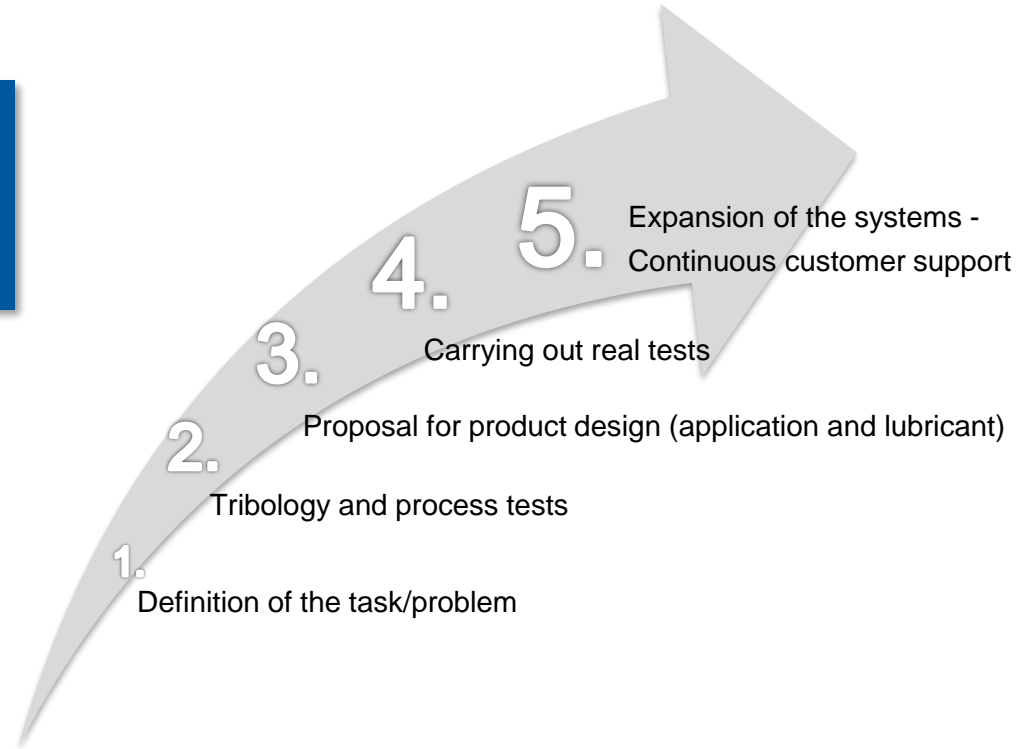 1.
Definition of the task/problem
2.
Tribology and process tests
3.
Proposal for product design (application and lubricant)
4.
Carrying out real tests
5.
Expansion of the systems -
Continuous customer support